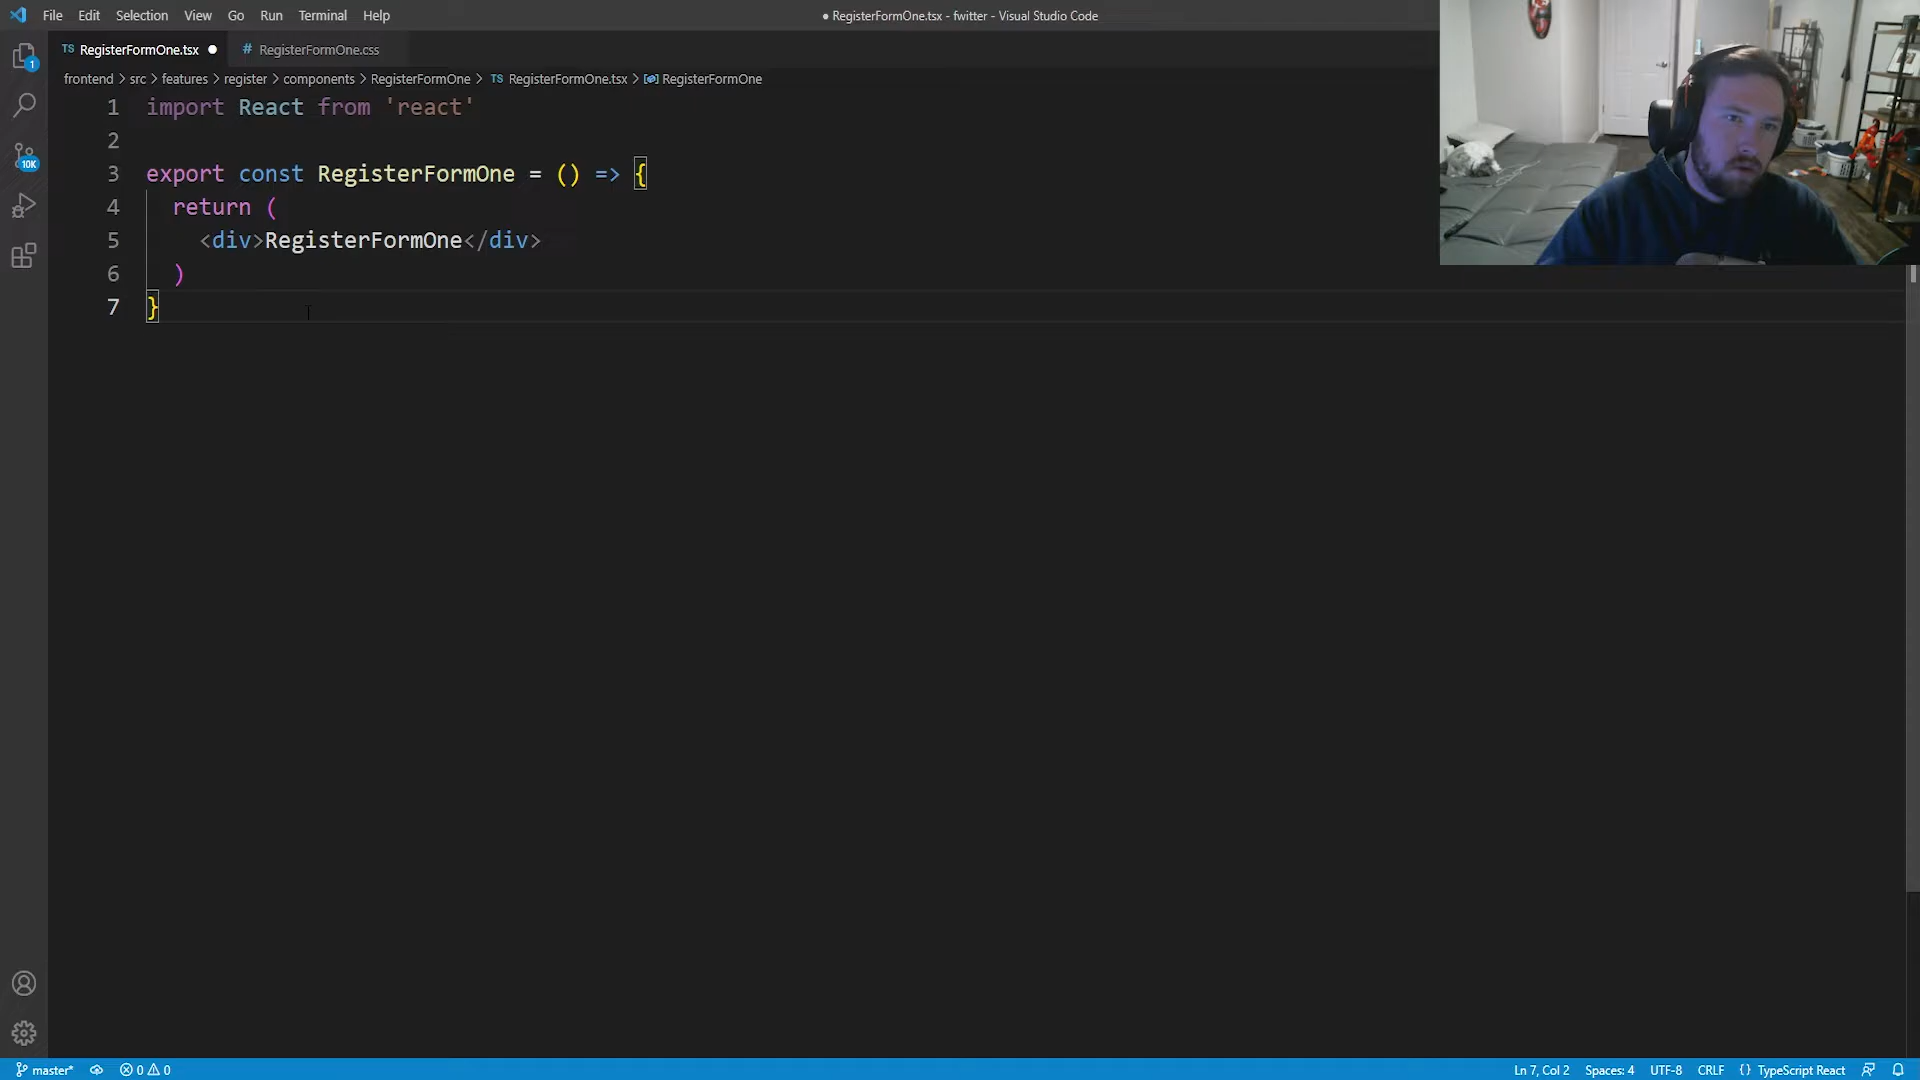 File Edit Selection View Go Run Terminal Help
● RegisterFormOne.tsx - fwitter - Visual Studio Code
TS RegisterFormOne.tsx ●
# RegisterFormOne.css
frontend > src > features > register > components > RegisterFormOne > TS RegisterFormOne.tsx > RegisterFormOne
1 import React from 'react'
2
3 export const RegisterFormOne = () => {
4 return (
5 <div>RegisterFormOne</div>
6 )
7 }
1
10K
master* 0 0
Ln 7, Col 2 Spaces: 4 UTF-8 CRLF {} TypeScript React